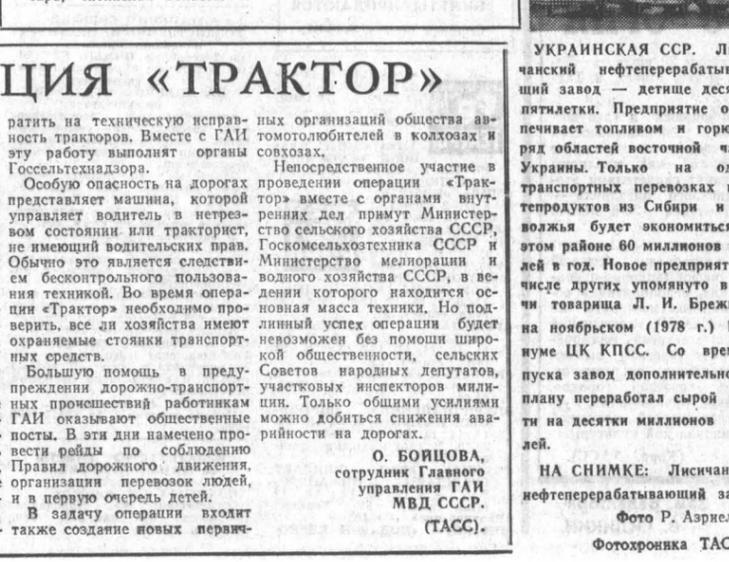 ЦИЯ «ТРАКТОР»
ратить на техническую исправ-
ность тракторов. Вместе с ГАИ
эту работу выполнят органы
Госсельтехнадзора.
Особую опасность на дорогах
представляет машина, которой
управляет водитель в нетрез-
вом состоянии или тракторист,
не имеющий водительских прав.
Обычно это является следстви-
ем бесконтрольного пользова-
ния техникой. Во время опера-
ции «Трактор» необходимо про-
верить, все ли хозяйства имеют
охраняемые стоянки транспорт-
ных средств.
Большую помощь в преду-
преждении дорожно-транспорт-
ных происшествий работникам
ГАИ оказывают общественные
посты. В эти дни намечено про-
вести рейды по соблюдению
Правил дорожного движения,
организации перевозок людей,
и в первую очередь детей.
В задачу операции входит
также создание новых первич-
ных организаций общества ав-
томотолюбителей в колхозах и
совхозах.
Непосредственное участие в
проведении операции «Трак-
тор» вместе с органами внут-
ренних дел примут Министер-
ство сельского хозяйства СССР,
Госкомсельхозтехника СССР и
Министерство мелиорации и
водного хозяйства СССР, в ве-
дении которого находится ос-
новная масса техники. Но под-
линный успех операции будет
невозможен без помощи широ-
кой общественности, сельских
Советов народных депутатов,
участковых инспекторов мили-
ции. Только общими усилиями
можно добиться снижения ава-
рийности на дорогах.
О. БОЙЦОВА,
сотрудник Главного
управления ГАИ
МВД СССР.
(ТАСС).
УКРАИНСКАЯ ССР. Ли
чанский нефтеперерабаты
щий завод — детище деся
пятилетки. Предприятие о
печивает топливом и горю
ряд областей восточной ч
Украины. Только на о
транспортных перевозках
тепродуктов из Сибири и
волжья будет экономиться
этом районе 60 миллионов
лей в год. Новое предприят
числе других упомянуто в
чи товарища Л. И. Бреж
на ноябрьском (1978 г.)
нуме ЦК КПСС. Со врем
пуска завод дополнительно
плану переработал сырой
ти на десятки миллионов
лей.
НА СНИМКЕ: Лисичан
нефтеперерабатывающий за
Фото Р. Азриел
Фотохроника ТАС